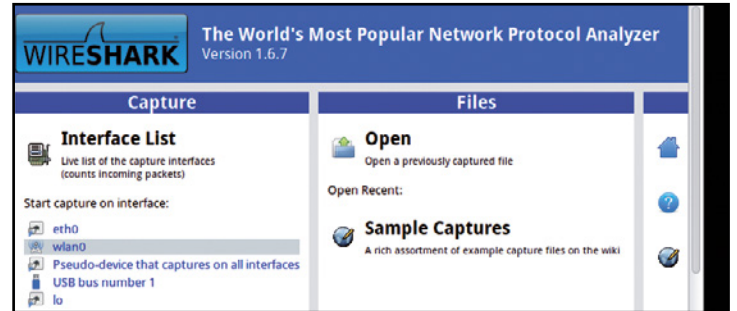 WIRESHARK
The World's Most Popular Network Protocol Analyzer
Version 1.6.7
Capture
Interface List
Live list of the capture interfaces
(counts incoming packets)
Start capture on interface:
eth0
wlan0
Pseudo-device that captures on all interfaces
USB bus number 1
lo
Files
Open
Open a previously captured file
Open Recent:
Sample Captures
A rich assortment of example capture files on the wiki